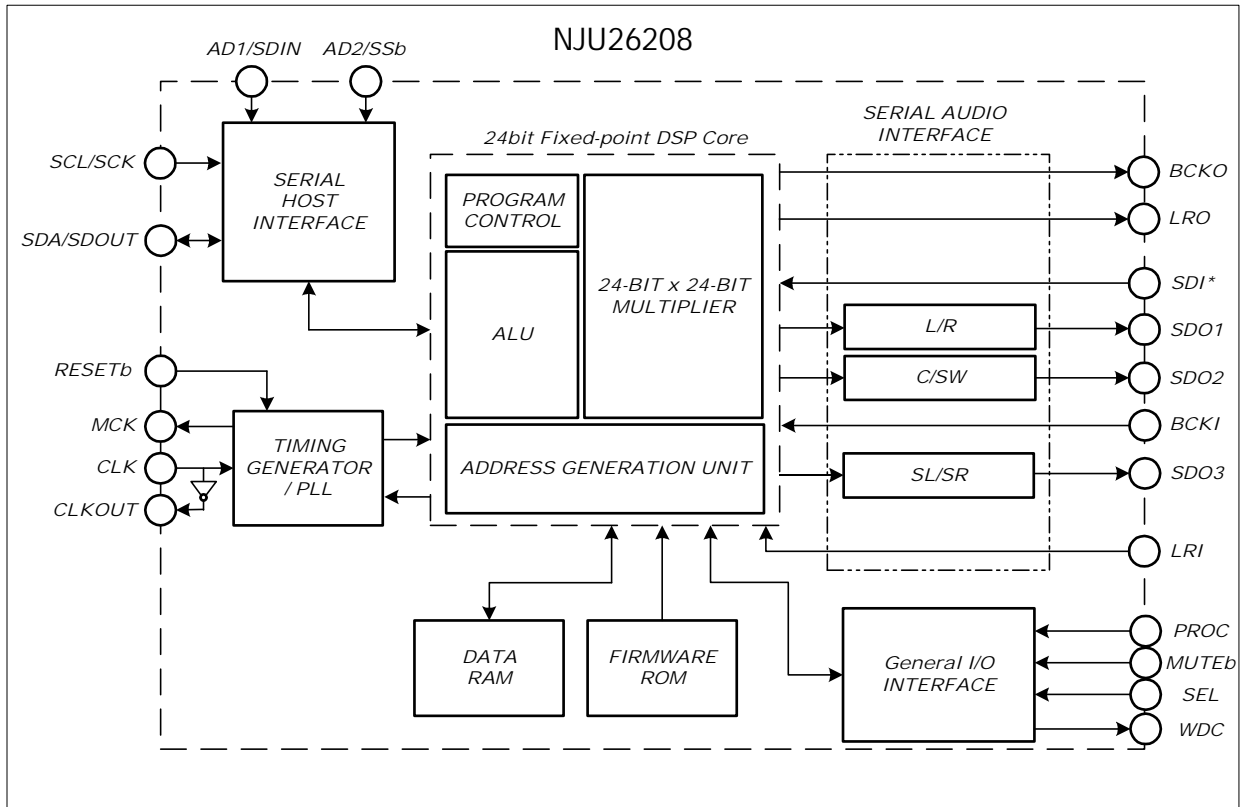 NJU26208
AD1/SDIN
AD2/SSb
SERIAL AUDIO
INTERFACE
24bit Fixed-point DSP Core
SCL/SCK
SERIAL
HOST
INTERFACE
SDA/SDOUT
PROGRAM
CONTROL
24-BIT x 24-BIT
MULTIPLIER
ALU
ADDRESS GENERATION UNIT
BCKO
LRO
SDI*
L/R
SDO1
C/SW
SDO2
BCKI
SL/SR
SDO3
LRI
RESETb
MCK
CLK
CLKOUT
TIMING
GENERATOR
/ PLL
DATA
RAM
FIRMWARE
ROM
General I/O
INTERFACE
PROC
MUTEb
SEL
WDC